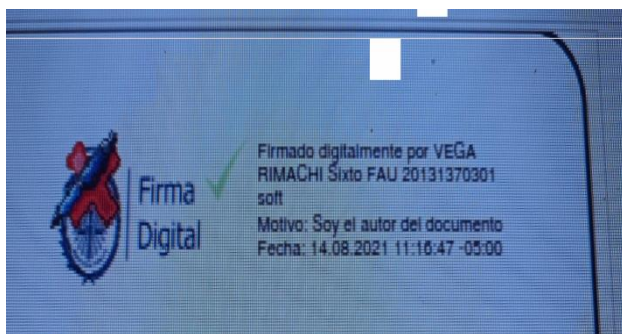 Firma
Digital
Firmado digitalmente por VEGA
RIMACHI Sixto FAU 20131370301
soft
Motivo: Soy el autor del documento
Fecha: 14.08.2021 11:16:47 -05:00